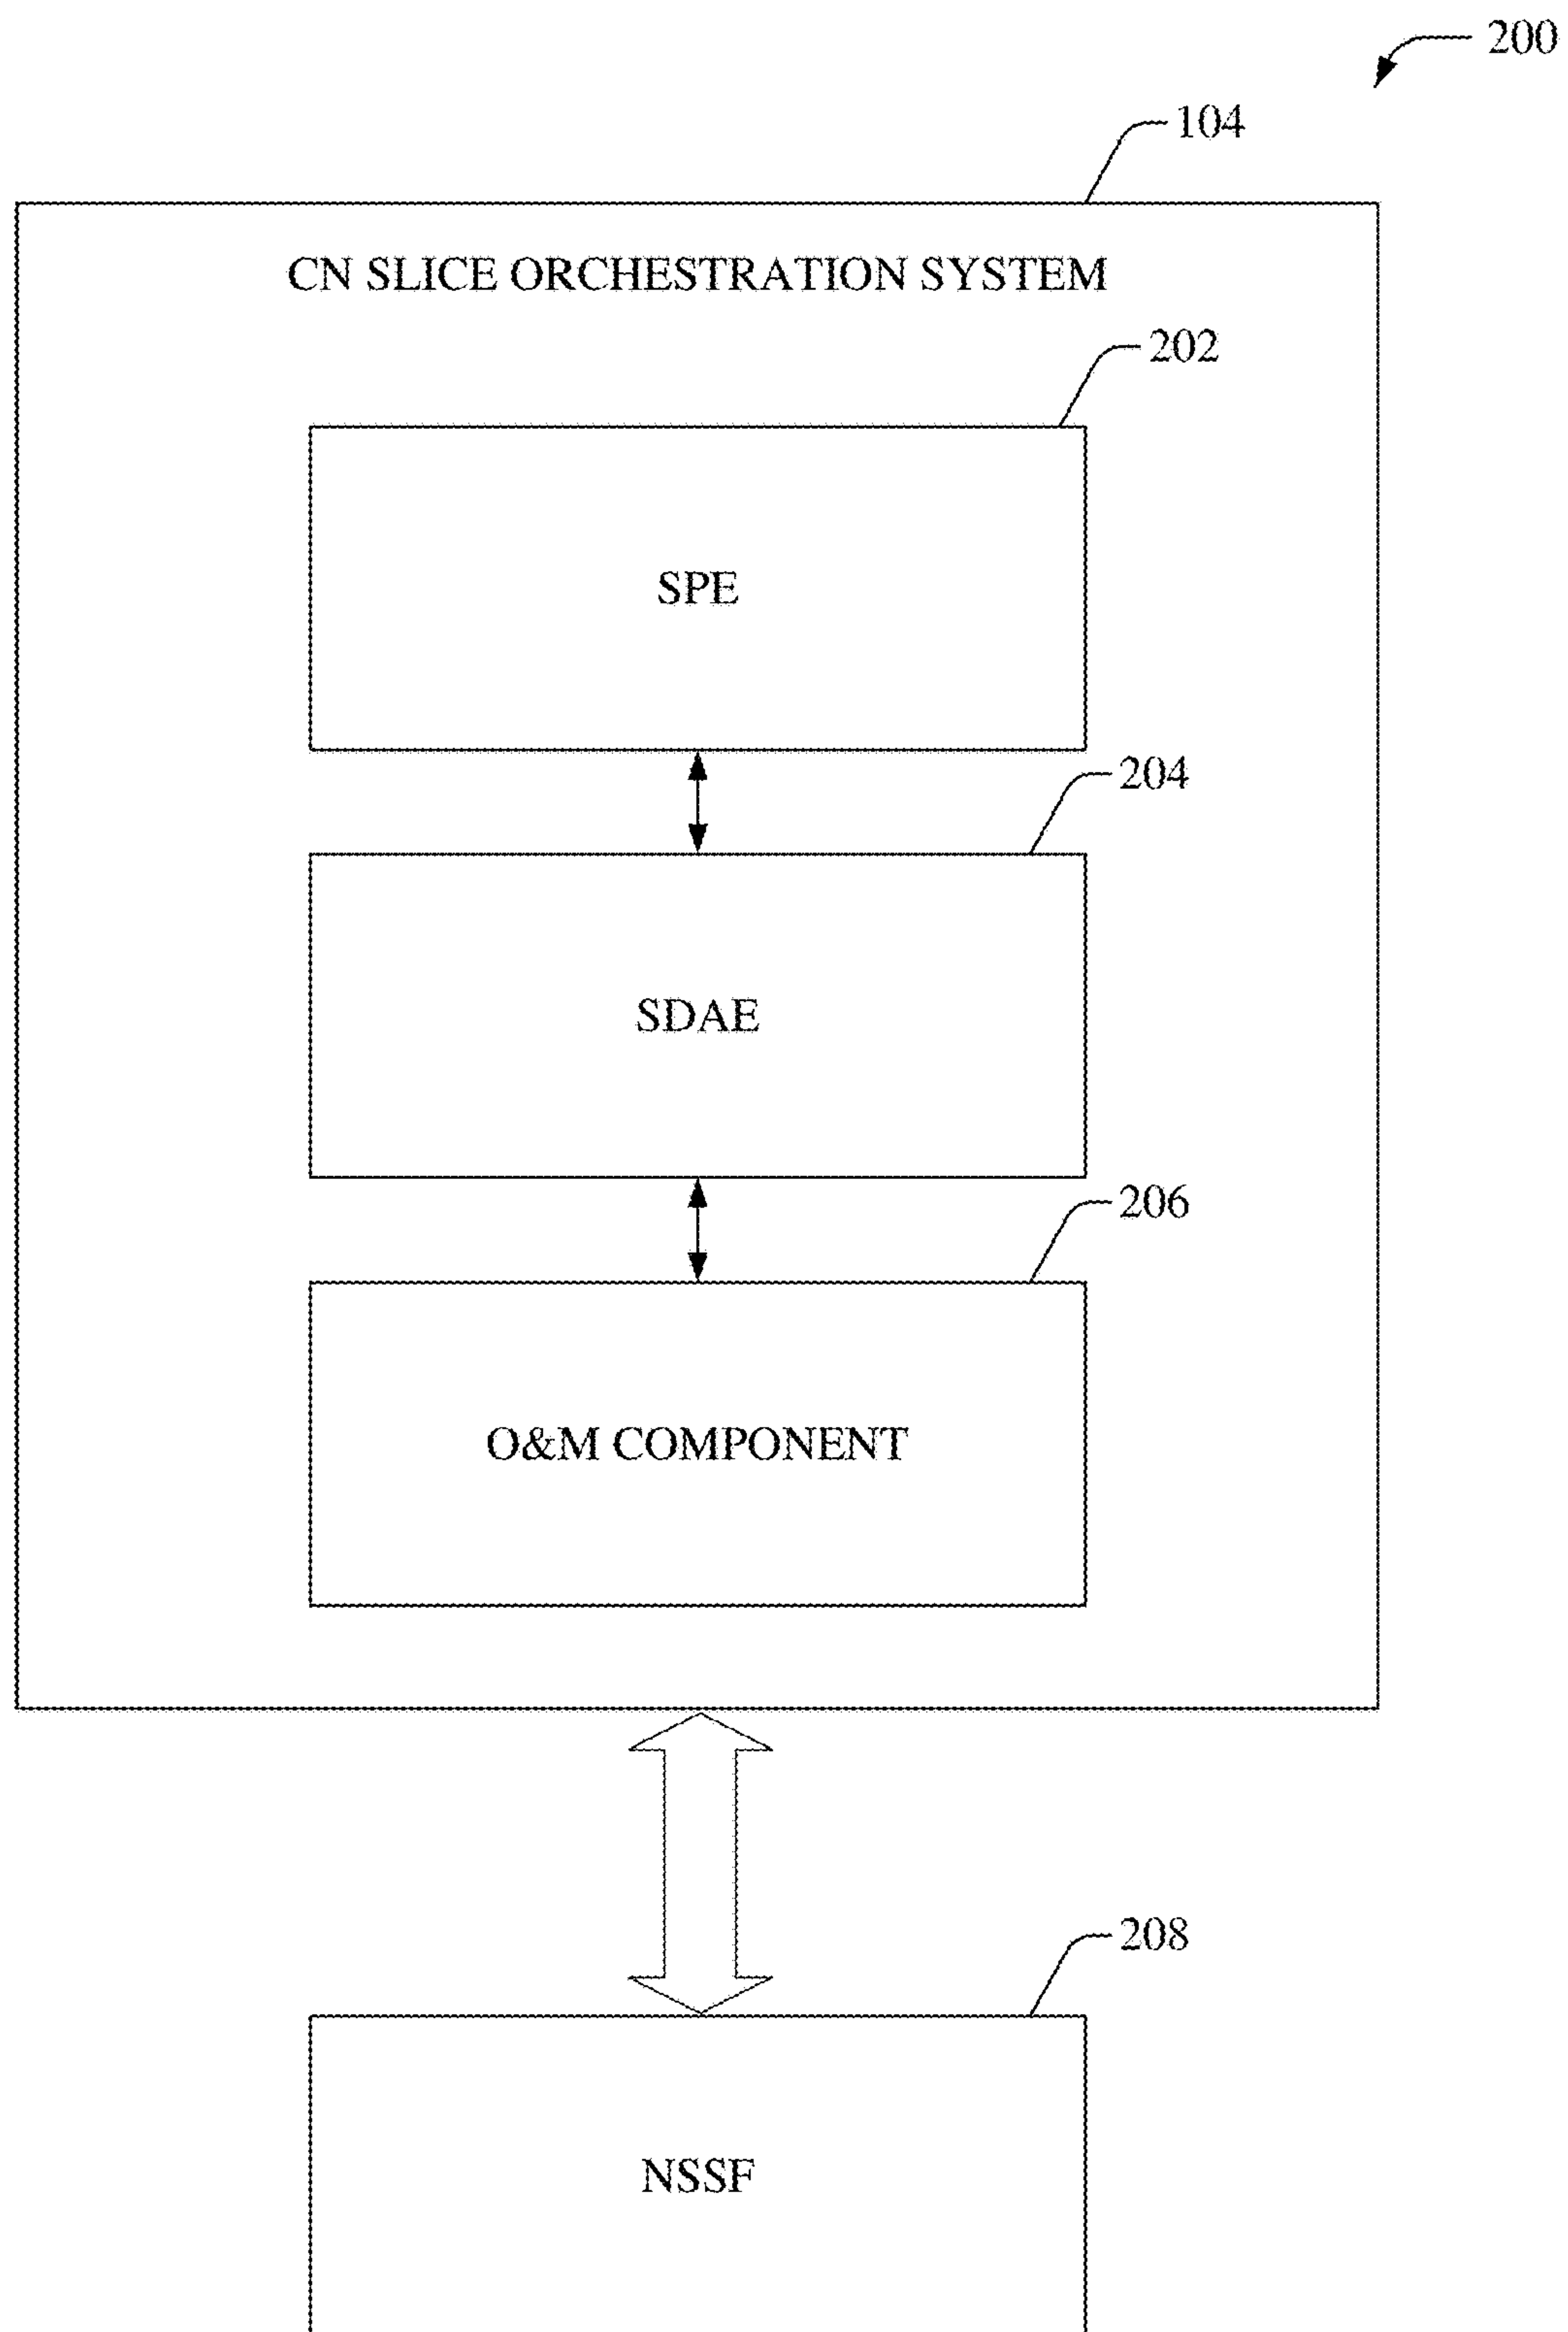 200
104
CN SLICE ORCHESTRATION SYSTEM
202
SPE
204
SDAE
206
O&M COMPONENT
208
NSSF